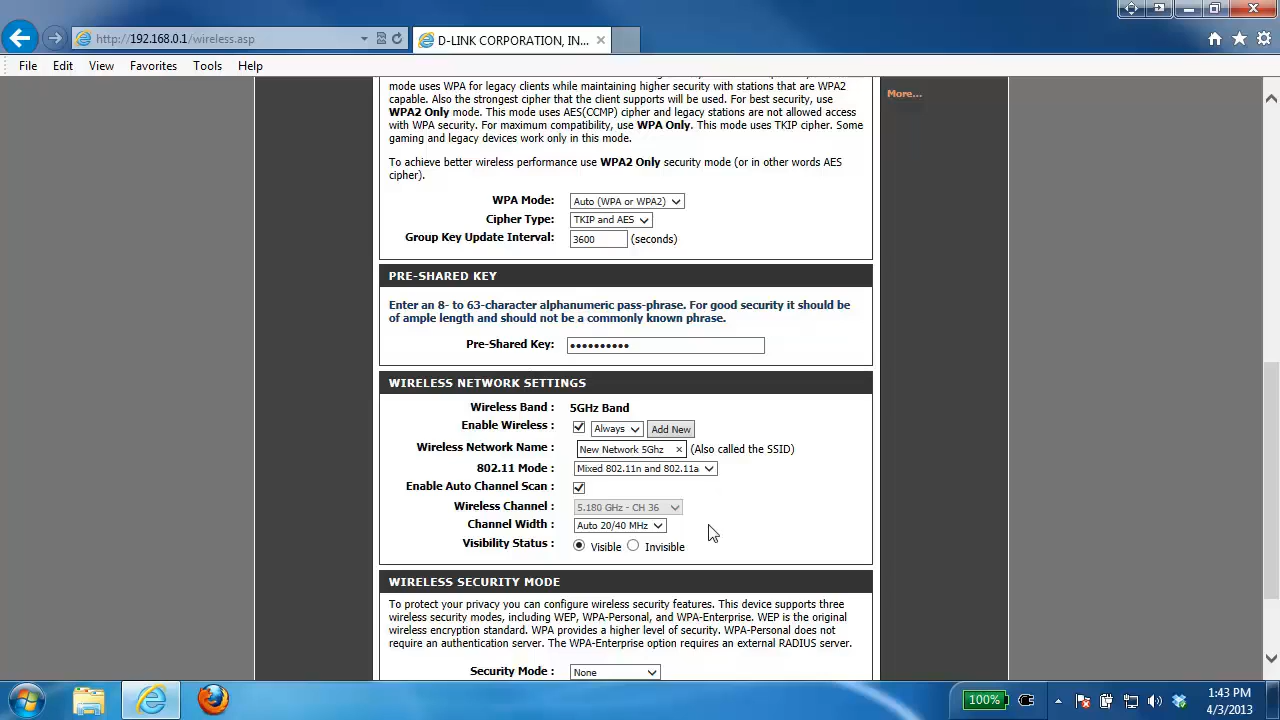 http://192.168.0.1/wireless.asp
D-LINK CORPORATION, IN...
File Edit View Favorites Tools Help
mode uses WPA for legacy clients while maintaining higher security with stations that are WPA2
capable. Also the strongest cipher that the client supports will be used. For best security, use
WPA2 Only mode. This mode uses AES(CCMP) cipher and legacy stations are not allowed access
with WPA security. For maximum compatibility, use WPA Only. This mode uses TKIP cipher. Some
gaming and legacy devices work only in this mode.
More...
To achieve better wireless performance use WPA2 Only security mode (or in other words AES
cipher).
WPA Mode: Auto (WPA or WPA2)
Cipher Type: TKIP and AES
Group Key Update Interval: 3600 (seconds)
PRE-SHARED KEY
Enter an 8- to 63-character alphanumeric pass-phrase. For good security it should be
of ample length and should not be a commonly known phrase.
Pre-Shared Key: ••••••••••
WIRELESS NETWORK SETTINGS
Wireless Band : 5GHz Band
Enable Wireless : Always Add New
Wireless Network Name : New Network 5Ghz (Also called the SSID)
802.11 Mode : Mixed 802.11n and 802.11a
Enable Auto Channel Scan :
Wireless Channel : 5.180 GHz - CH 36
Channel Width : Auto 20/40 MHz
Visibility Status : Visible Invisible
WIRELESS SECURITY MODE
To protect your privacy you can configure wireless security features. This device supports three
wireless security modes, including WEP, WPA-Personal, and WPA-Enterprise. WEP is the original
wireless encryption standard. WPA provides a higher level of security. WPA-Personal does not
require an authentication server. The WPA-Enterprise option requires an external RADIUS server.
Security Mode : None
100%
1:43 PM
4/3/2013